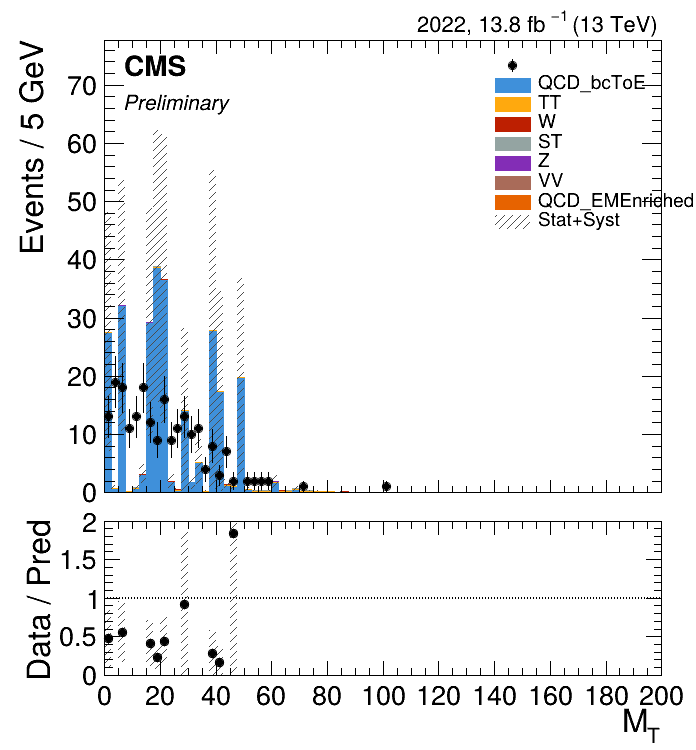 2022, 13.8 fb⁻¹ (13 TeV)
CMS
Preliminary
Events / 5 GeV
QCD_bcToE
TT
W
ST
Z
VV
QCD_EMEnriched
Stat+Syst
70
60
50
40
30
20
10
0
Data / Pred
2
1.5
1
0.5
0
0 20 40 60 80 100 120 140 160 180 200
M_T